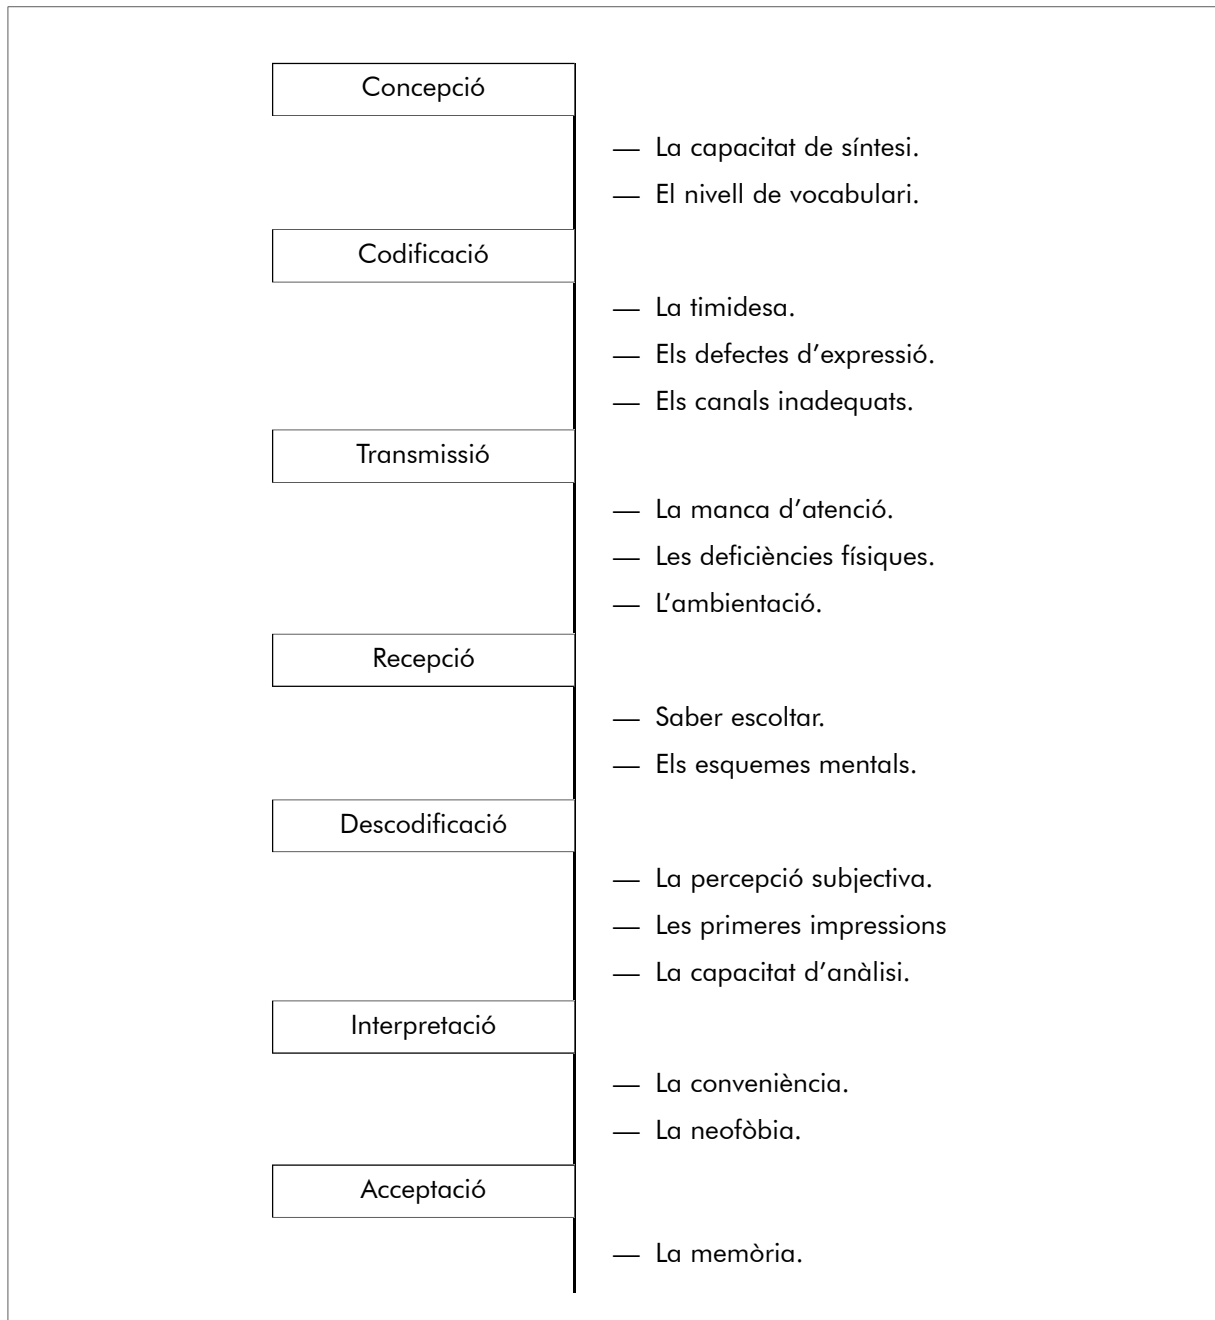 Concepció
— La capacitat de síntesi.
— El nivell de vocabulari.
Codificació
— La timidesa.
— Els defectes d’expressió.
— Els canals inadequats.
Transmissió
— La manca d’atenció.
— Les deficiències físiques.
— L’ambientació.
Recepció
— Saber escoltar.
— Els esquemes mentals.
Descodificació
— La percepció subjectiva.
— Les primeres impressions
— La capacitat d’anàlisi.
Interpretació
— La conveniència.
— La neofòbia.
Acceptació
— La memòria.